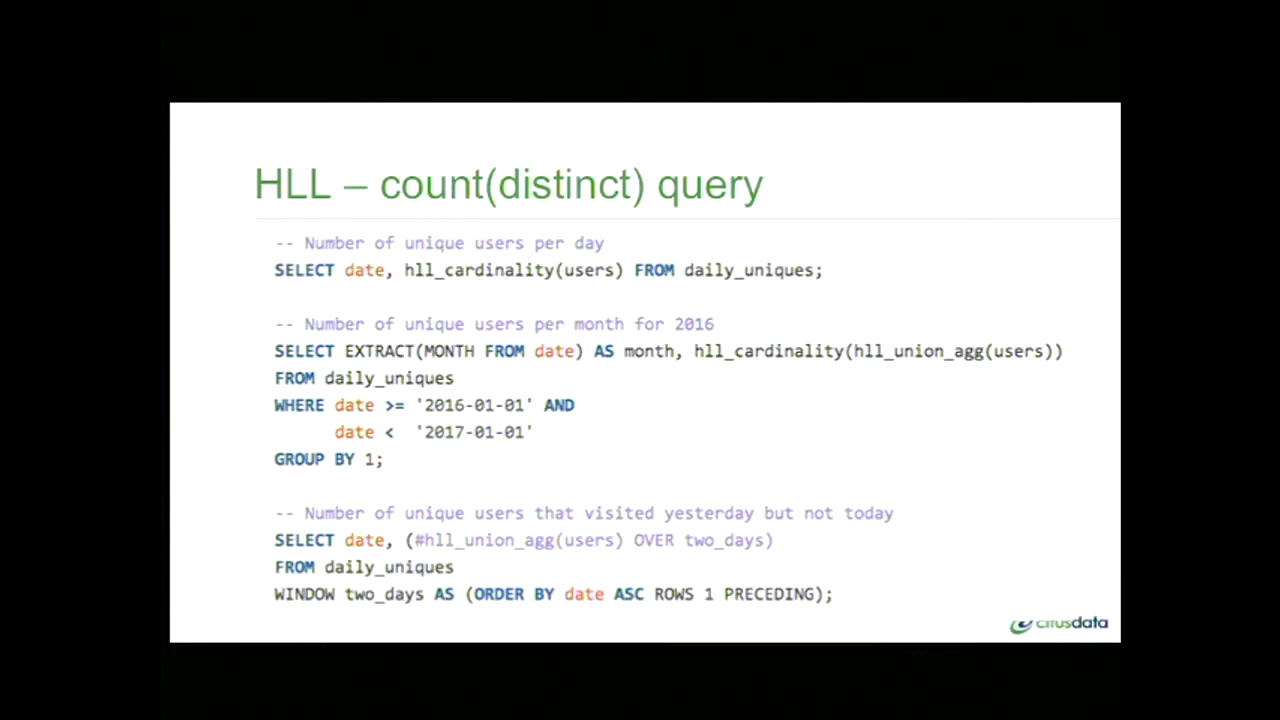 HLL – count(distinct) query
-- Number of unique users per day
SELECT date, hll_cardinality(users) FROM daily_uniques;
-- Number of unique users per month for 2016
SELECT EXTRACT(MONTH FROM date) AS month, hll_cardinality(hll_union_agg(users))
FROM daily_uniques
WHERE date >= '2016-01-01' AND
date < '2017-01-01'
GROUP BY 1;
-- Number of unique users that visited yesterday but not today
SELECT date, (#hll_union_agg(users) OVER two_days)
FROM daily_uniques
WINDOW two_days AS (ORDER BY date ASC ROWS 1 PRECEDING);
citusdata